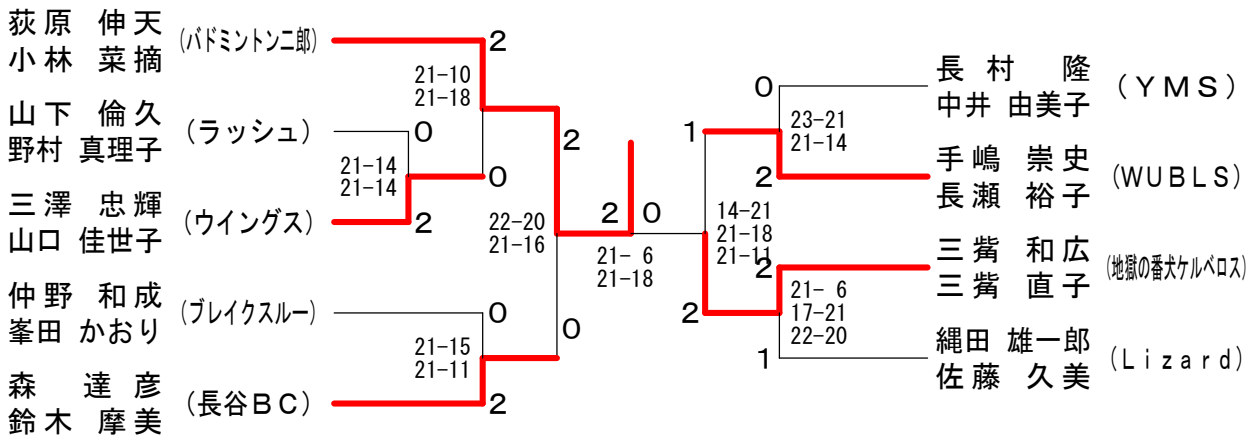 荻原 伸天
小林 菜摘
(バドミントン二郎)
山下 倫久
野村 真理子
(ラッシュ)
三澤 忠輝
山口 佳世子
(ウイングス)
仲野 和成
峯田 かおり
(ブレイクスルー)
森 達彦
鈴木 摩美
(長谷BC)
2
21-10
21-18
0
21-14
21-14
2
0
2
22-20
21-16
0
21-15
21-11
2
0
2
0
21- 6
21-18
1
14-21
21-18
21-11
2
0
23-21
21-14
2
2
21- 6
17-21
22-20
1
長村 隆
中井 由美子
(YMS)
手嶋 崇史
長瀬 裕子
(WUBLS)
三觜 和広
三觜 直子
(地獄の番犬ケルベロス)
縄田 雄一郎
佐藤 久美
(Lizard)